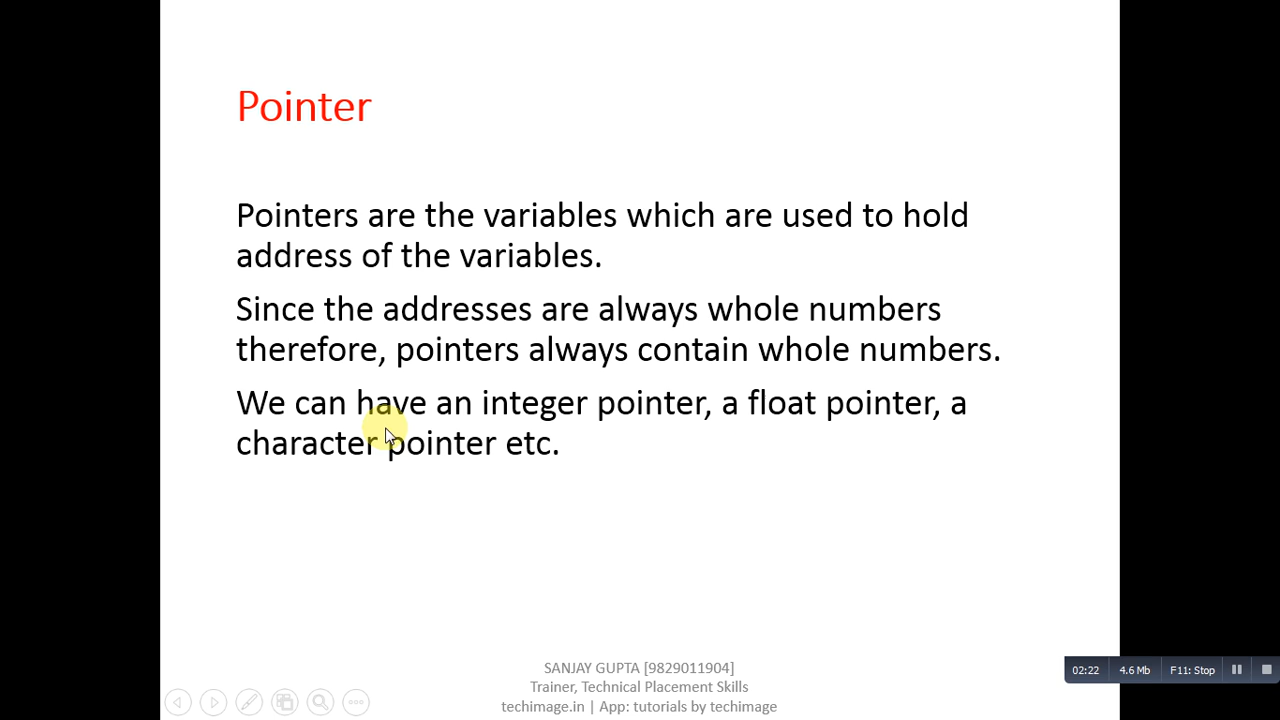 Pointer
Pointers are the variables which are used to hold
address of the variables.
Since the addresses are always whole numbers
therefore, pointers always contain whole numbers.
We can have an integer pointer, a float pointer, a
character pointer etc.
SANJAY GUPTA [9829011904]
Trainer, Technical Placement Skills
techimage.in | App: tutorials by techimage
02:22 4.6 Mb F11: Stop